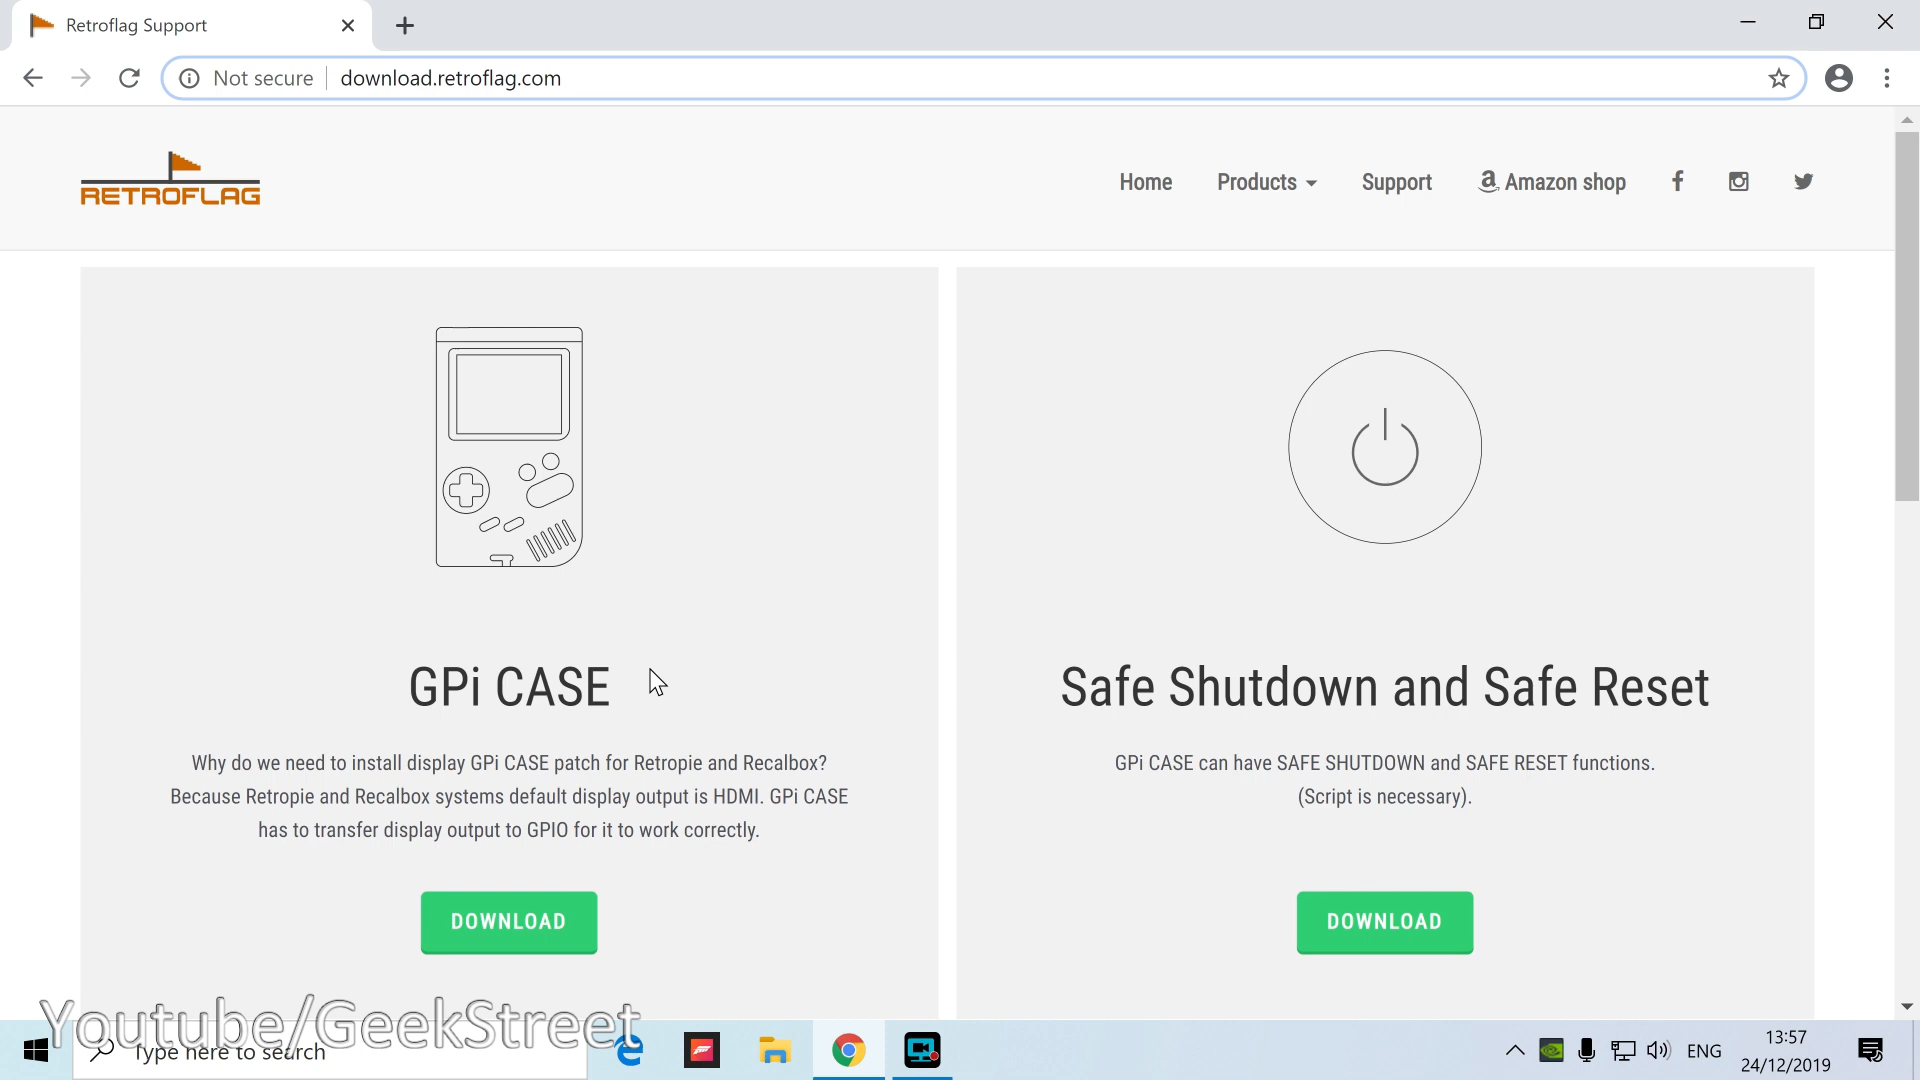 Retroflag Support
Not secure
download.retroflag.com
RETROFLAG
Home
Products
Support
Amazon shop
GPi CASE
Why do we need to install display GPi CASE patch for Retropie and Recalbox?
Because Retropie and Recalbox systems default display output is HDMI. GPi CASE
has to transfer display output to GPIO for it to work correctly.
DOWNLOAD
Safe Shutdown and Safe Reset
GPi CASE can have SAFE SHUTDOWN and SAFE RESET functions.
(Script is necessary).
DOWNLOAD
Youtube/GeekStreet
Type here to search
ENG
13:57
24/12/2019